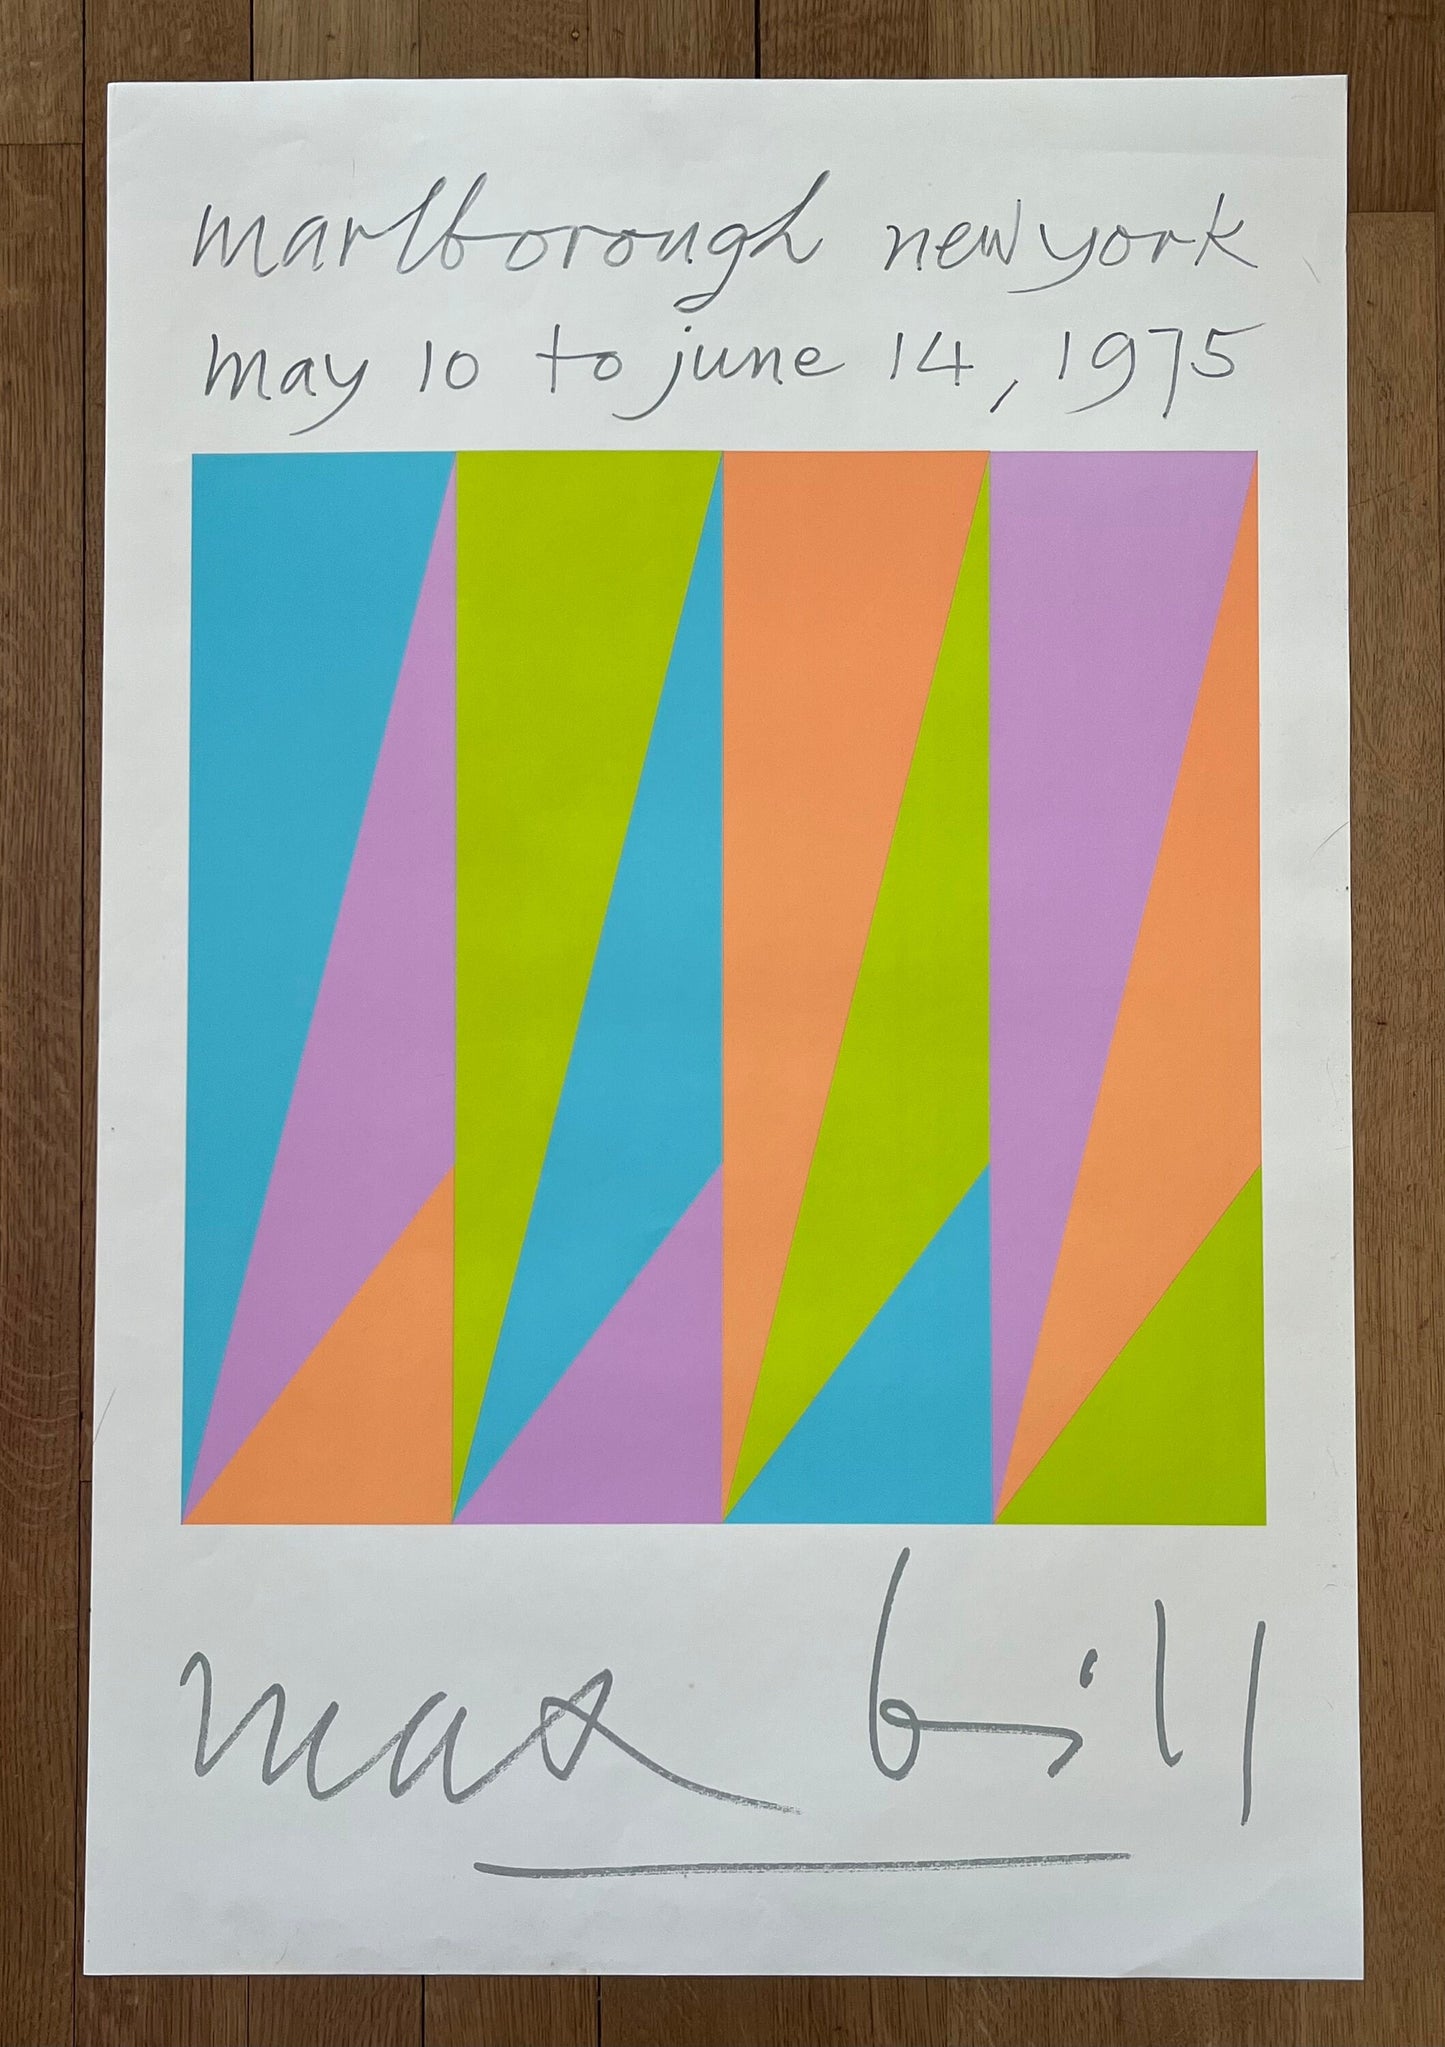 marlborough new york
may 10 to june 14, 1975
max bill